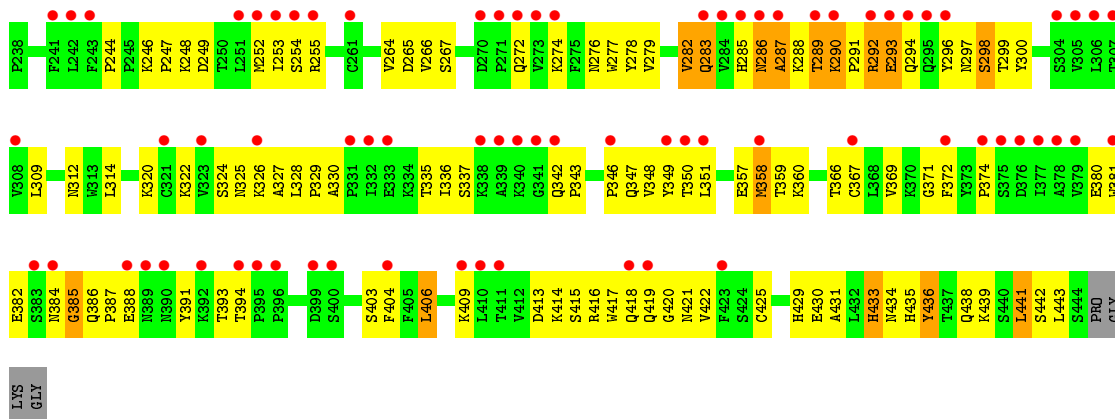 P238 F241 L242 F243 P244 P245 K246 P247 K248 D249 T250 L251 M252 I253 S254 R255 C261 V264 D265 V266 S267 D270 P271 Q272 V273 K274 F275 N276 W277 Y278 V279 V282 Q283 V284 H285 N286 A287 K288 T289 K290 P291 R292 E293 Q294 Q295 Y296 N297 S298 T299 Y300 S304 V305 L306 T307
V308 L309 N312 W313 L314 K320 C321 K322 V323 S324 N325 K326 A327 L328 P329 A330 P331 I332 E333 K334 T335 I336 S337 K338 A339 K340 G341 Q342 P343 P346 Q347 V348 Y349 T350 L351 E357 M358 T359 K360 T366 C367 L368 V369 K370 G371 F372 Y373 P374 S375 D376 I377 A378 V379 E380 W381
E382 S383 N384 G385 Q386 P387 E388 N389 N390 Y391 K392 T393 T394 P395 P396 D399 S400 S403 F404 F405 L406 K409 L410 T411 V412 D413 K414 S415 R416 W417 Q418 Q419 G420 N421 V422 F423 S424 C425 H429 E430 A431 L432 H433 N434 H435 Y436 T437 Q438 K439 S440 L441 S442 L443 S444 PRO GLY
LYS GLY